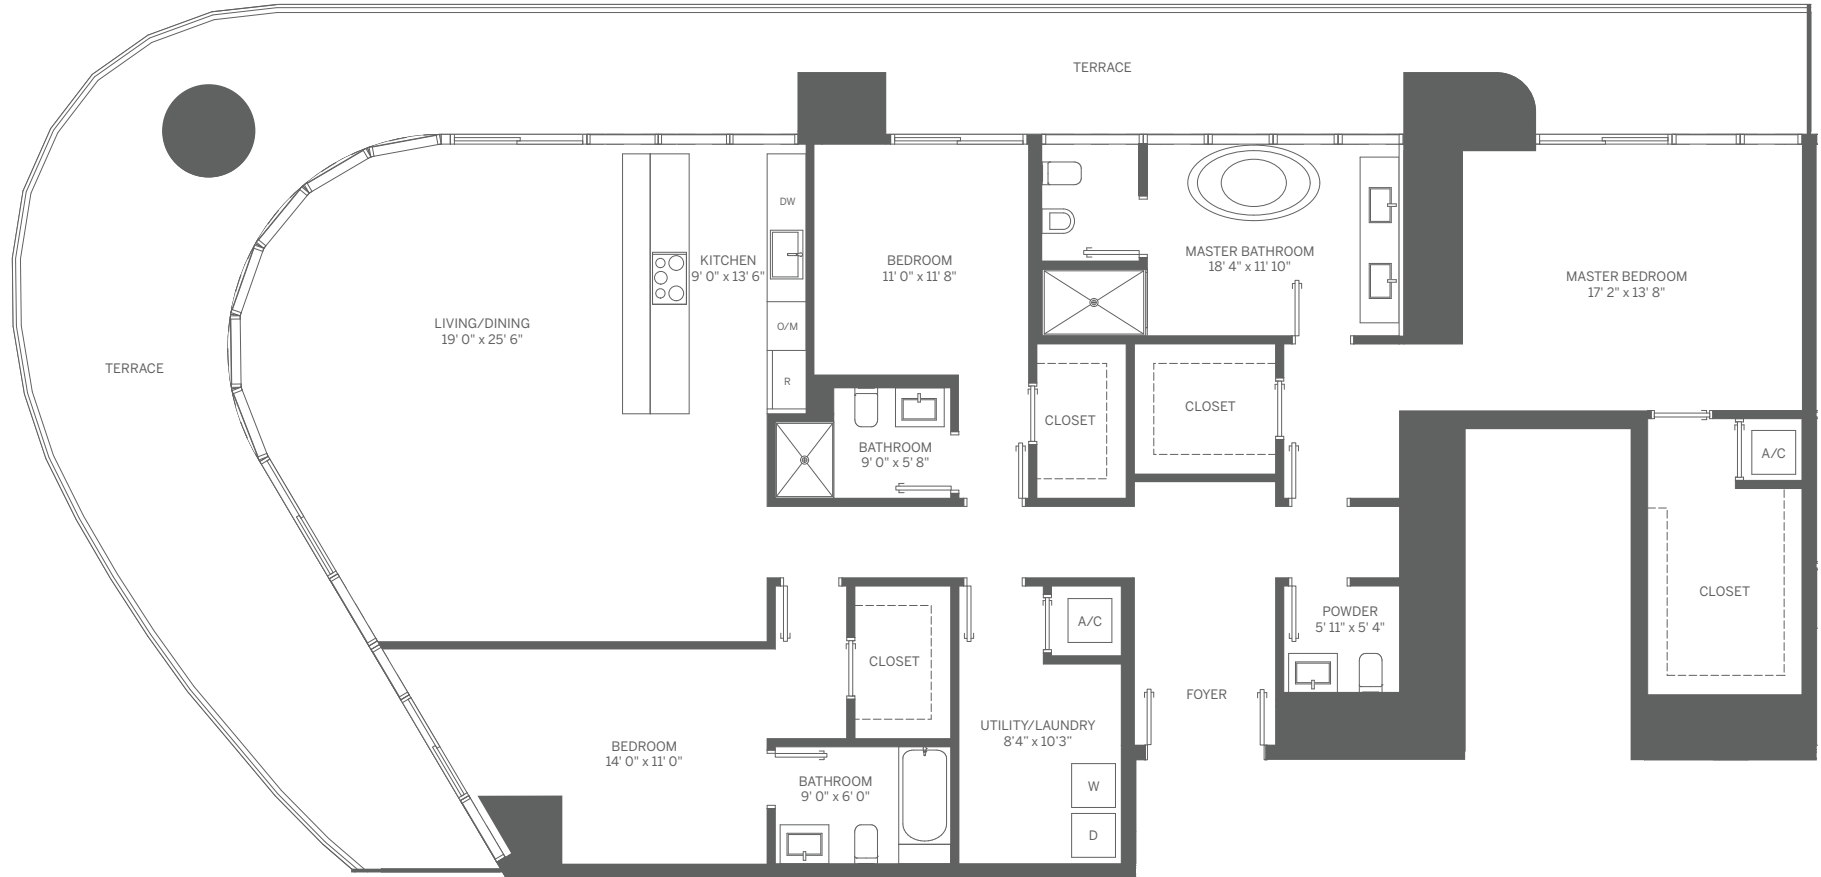 TERRACE
DW
KITCHEN
9' 0" x 13' 6"
BEDROOM
11' 0" x 11' 8"
MASTER BATHROOM
18' 4" x 11' 10"
MASTER BEDROOM
17' 2" x 13' 8"
LIVING/DINING
19' 0" x 25' 6"
O/M
TERRACE
R
CLOSET
CLOSET
BATHROOM
9' 0" x 5' 8"
A/C
CLOSET
POWDER
5' 11" x 5' 4"
A/C
CLOSET
FOYER
UTILITY/LAUNDRY
8'4" x 10'3"
BEDROOM
14' 0" x 11' 0"
BATHROOM
9' 0" x 6' 0"
W
D